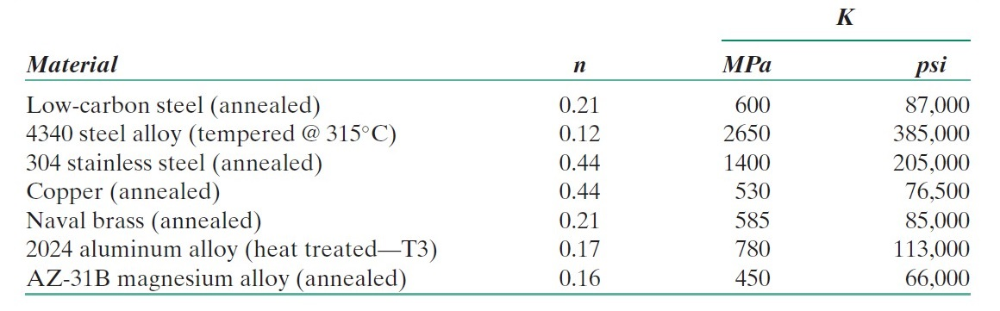 K
Material n MPa psi
Low-carbon steel (annealed) 0.21 600 87,000
4340 steel alloy (tempered @ 315°C) 0.12 2650 385,000
304 stainless steel (annealed) 0.44 1400 205,000
Copper (annealed) 0.44 530 76,500
Naval brass (annealed) 0.21 585 85,000
2024 aluminum alloy (heat treated—T3) 0.17 780 113,000
AZ-31B magnesium alloy (annealed) 0.16 450 66,000